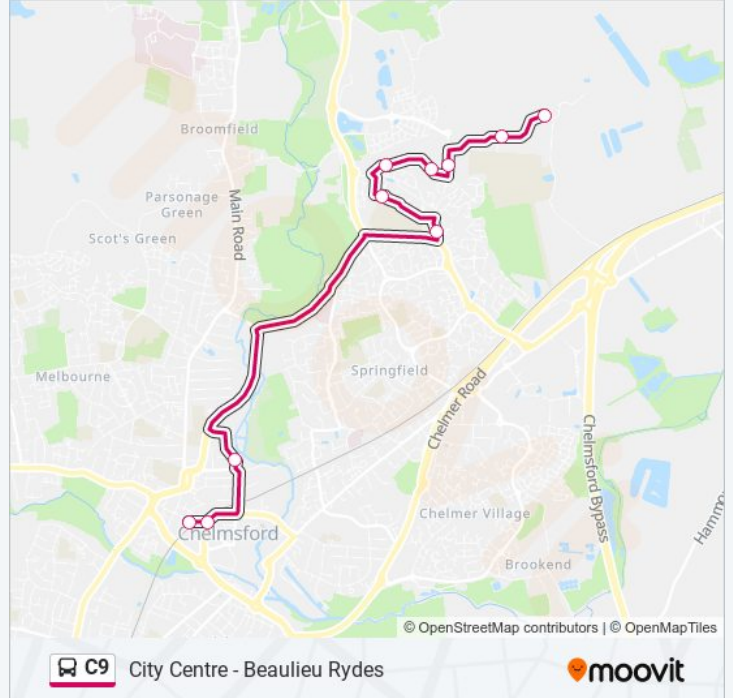 Broomfield
Parsonage
Green
Main Road
Scot's Green
Melbourne
Springfield
Chelmer Road
Chelmsford Bypass
Chelmer Village
Hammo
Chelmsford
Brookend
© OpenStreetMap contributors | © OpenMapTiles
C9 City Centre - Beaulieu Rydes
moovit